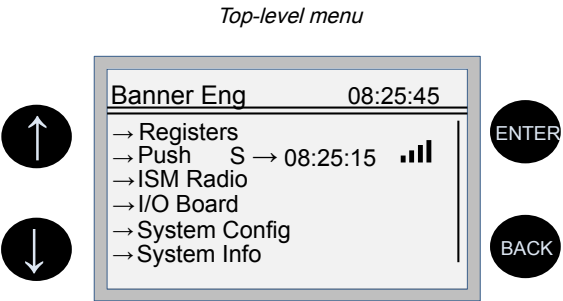 Top-level menu
Banner Eng 08:25:45
→ Registers
→ Push S → 08:25:15
→ ISM Radio
→ I/O Board
→ System Config
→ System Info
↑
↓
ENTER
BACK